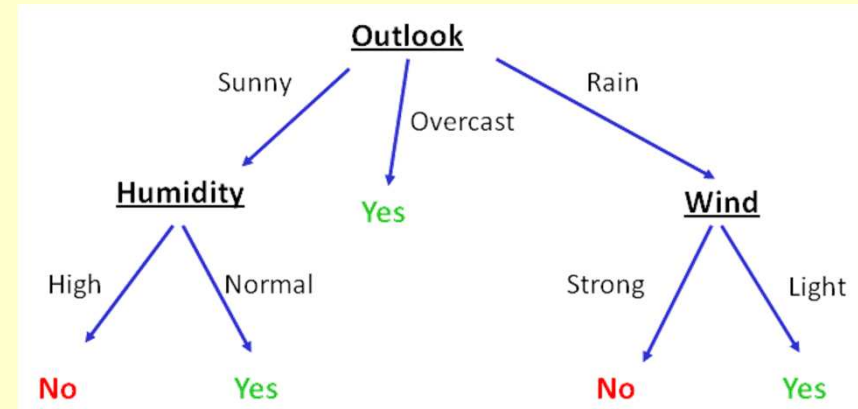 Outlook
Sunny
Overcast
Rain
Humidity
Yes
Wind
High
Normal
Strong
Light
No
Yes
No
Yes